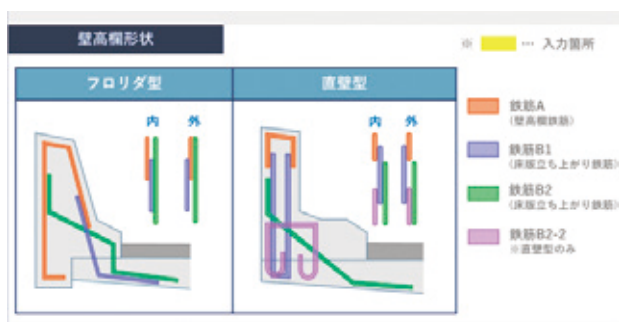 壁高欄形状
※ … 入力箇所
フロリダ型
直壁型
内 外
内 外
鉄筋A
(壁高欄鉄筋)
鉄筋B1
(床版立ち上がり鉄筋)
鉄筋B2
(床版立ち上がり鉄筋)
鉄筋B2-2
※直壁型のみ